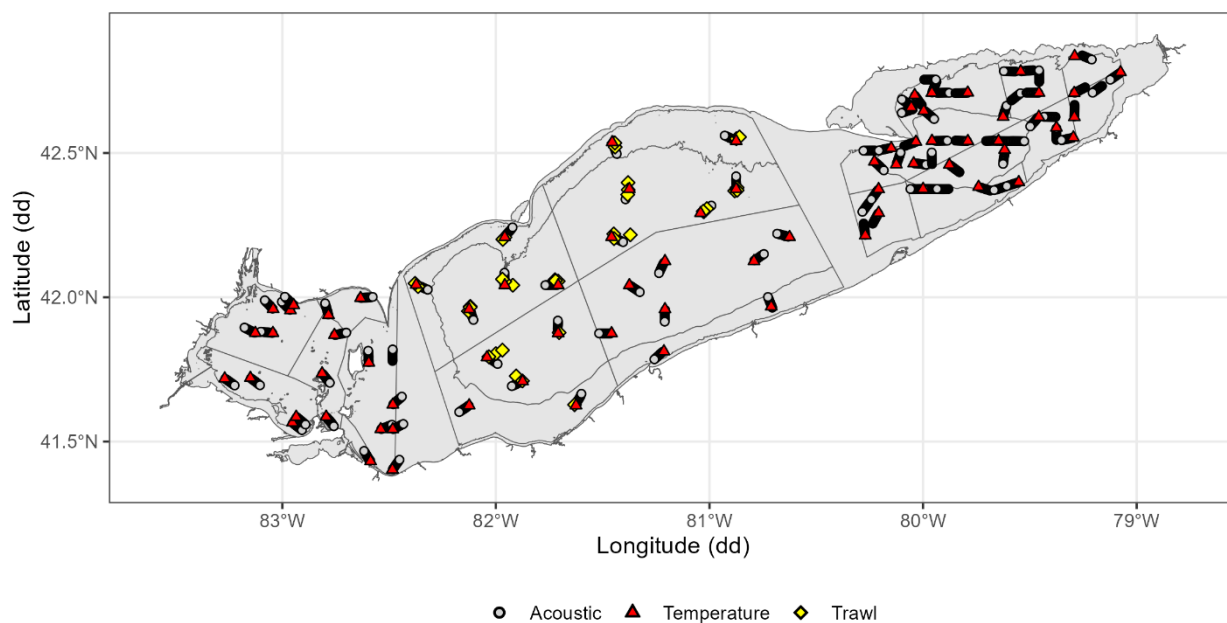 42.5°N
42.0°N
41.5°N
Latitude (dd)
83°W 82°W 81°W 80°W 79°W
Longitude (dd)
Acoustic Temperature Trawl